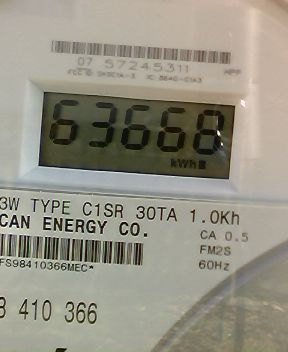 07 57245311
63668
kWh
3W TYPE C1SR 30TA 1.0Kh
CAN ENERGY CO.
CA 0.5
FM2S
60Hz
FS98410366MEC*
8 410 366